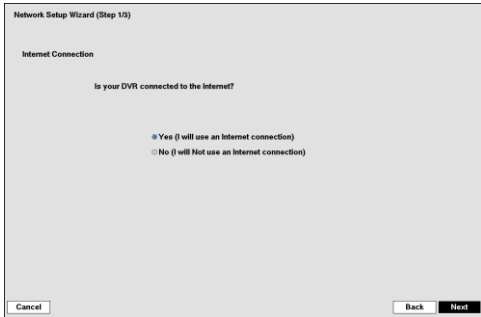 Network Setup Wizard (Step 1/3)
Internet Connection
Is your DVR connected to the Internet?
Yes (I will use an Internet connection)
No (I will Not use an Internet connection)
Cancel
Back
Next